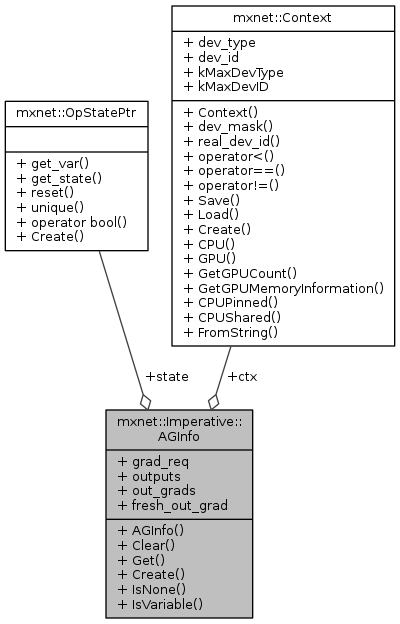 mxnet::Context
+ dev_type
+ dev_id
+ kMaxDevType
+ kMaxDevID
+ Context()
+ dev_mask()
+ real_dev_id()
+ operator<()
+ operator==()
+ operator!=()
+ Save()
+ Load()
+ Create()
+ CPU()
+ GPU()
+ GetGPUCount()
+ GetGPUMemoryInformation()
+ CPUPinned()
+ CPUShared()
+ FromString()
mxnet::OpStatePtr
+ get_var()
+ get_state()
+ reset()
+ unique()
+ operator bool()
+ Create()
+state
+ctx
mxnet::Imperative::
AGInfo
+ grad_req
+ outputs
+ out_grads
+ fresh_out_grad
+ AGInfo()
+ Clear()
+ Get()
+ Create()
+ IsNone()
+ IsVariable()